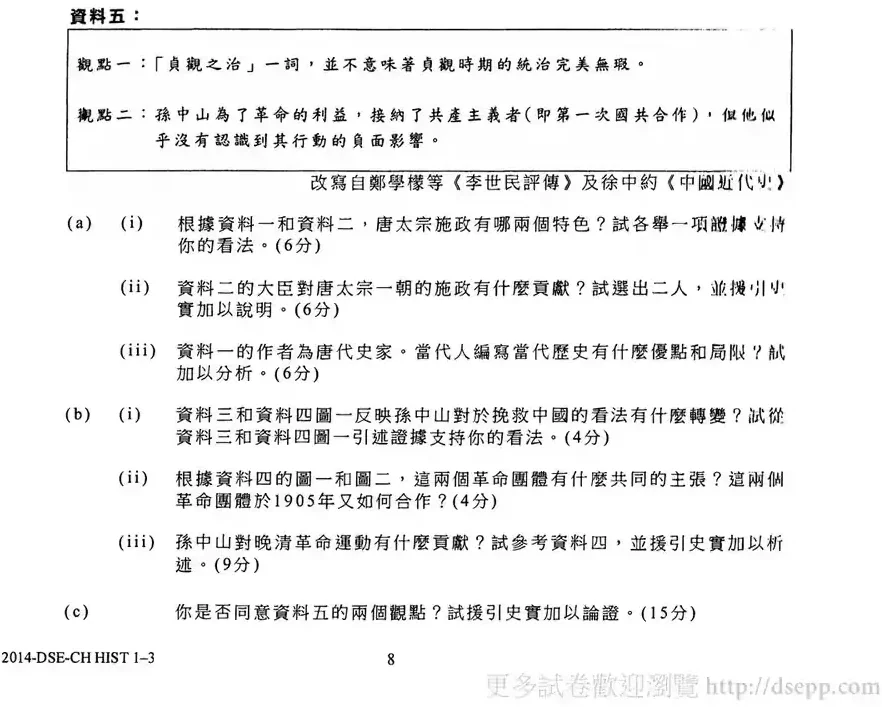 資料五：
觀點一：「貞觀之治」一詞，並不意味著貞觀時期的統治完美無瑕。
觀點二：孫中山為了革命的利益，接納了共產主義者(即第一次國共合作)，但他似
乎沒有認識到其行動的負面影響。
改寫自鄭學檬等《李世民評傳》及徐中約《中國近代史》
(a) (i) 根據資料一和資料二，唐太宗施政有哪兩個特色？試各舉一項證據支持
你的看法。(6分)
(ii) 資料二的大臣對唐太宗一朝的施政有什麼貢獻？試選出二人，並援引史
實加以說明。(6分)
(iii) 資料一的作者為唐代史家。當代人編寫當代歷史有什麼優點和局限？試
加以分析。(6分)
(b) (i) 資料三和資料四圖一反映孫中山對於挽救中國的看法有什麼轉變？試從
資料三和資料四圖一引述證據支持你的看法。(4分)
(ii) 根據資料四的圖一和圖二，這兩個革命團體有什麼共同的主張？這兩個
革命團體於1905年又如何合作？(4分)
(iii) 孫中山對晚清革命運動有什麼貢獻？試參考資料四，並援引史實加以析
述。(9分)
(c) 你是否同意資料五的兩個觀點？試援引史實加以論證。(15分)
2014-DSE-CH HIST 1–3
8
更多試卷歡迎瀏覽 http://dsepp.com